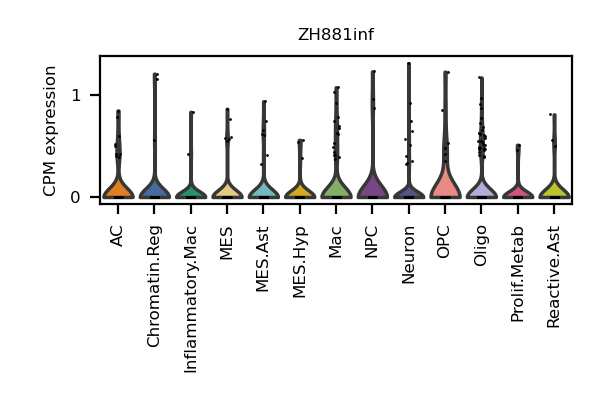 ZH881inf
CPM expression
1
0
AC
Chromatin.Reg
Inflammatory.Mac
MES
MES.Ast
MES.Hyp
Mac
NPC
Neuron
OPC
Oligo
Prolif.Metab
Reactive.Ast